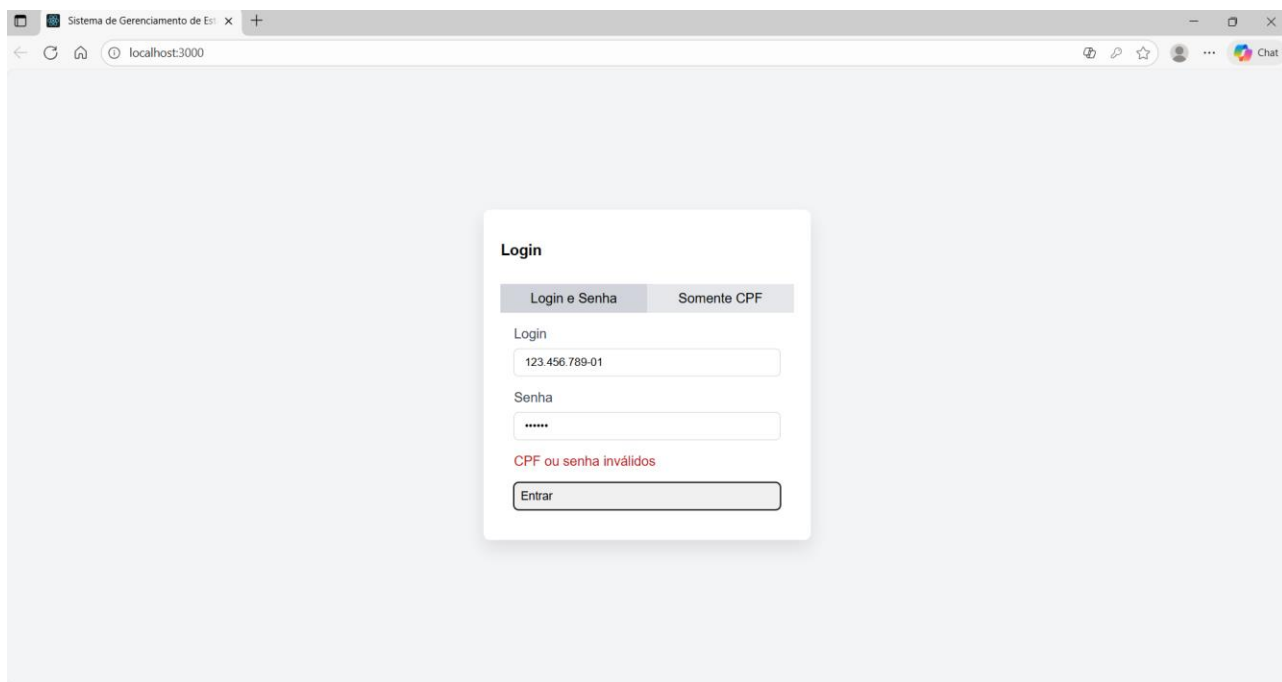 Sistema de Gerenciamento de Est
localhost:3000
Chat
Login
Login e Senha
Somente CPF
Login
123.456.789-01
Senha
••••••
CPF ou senha inválidos
Entrar